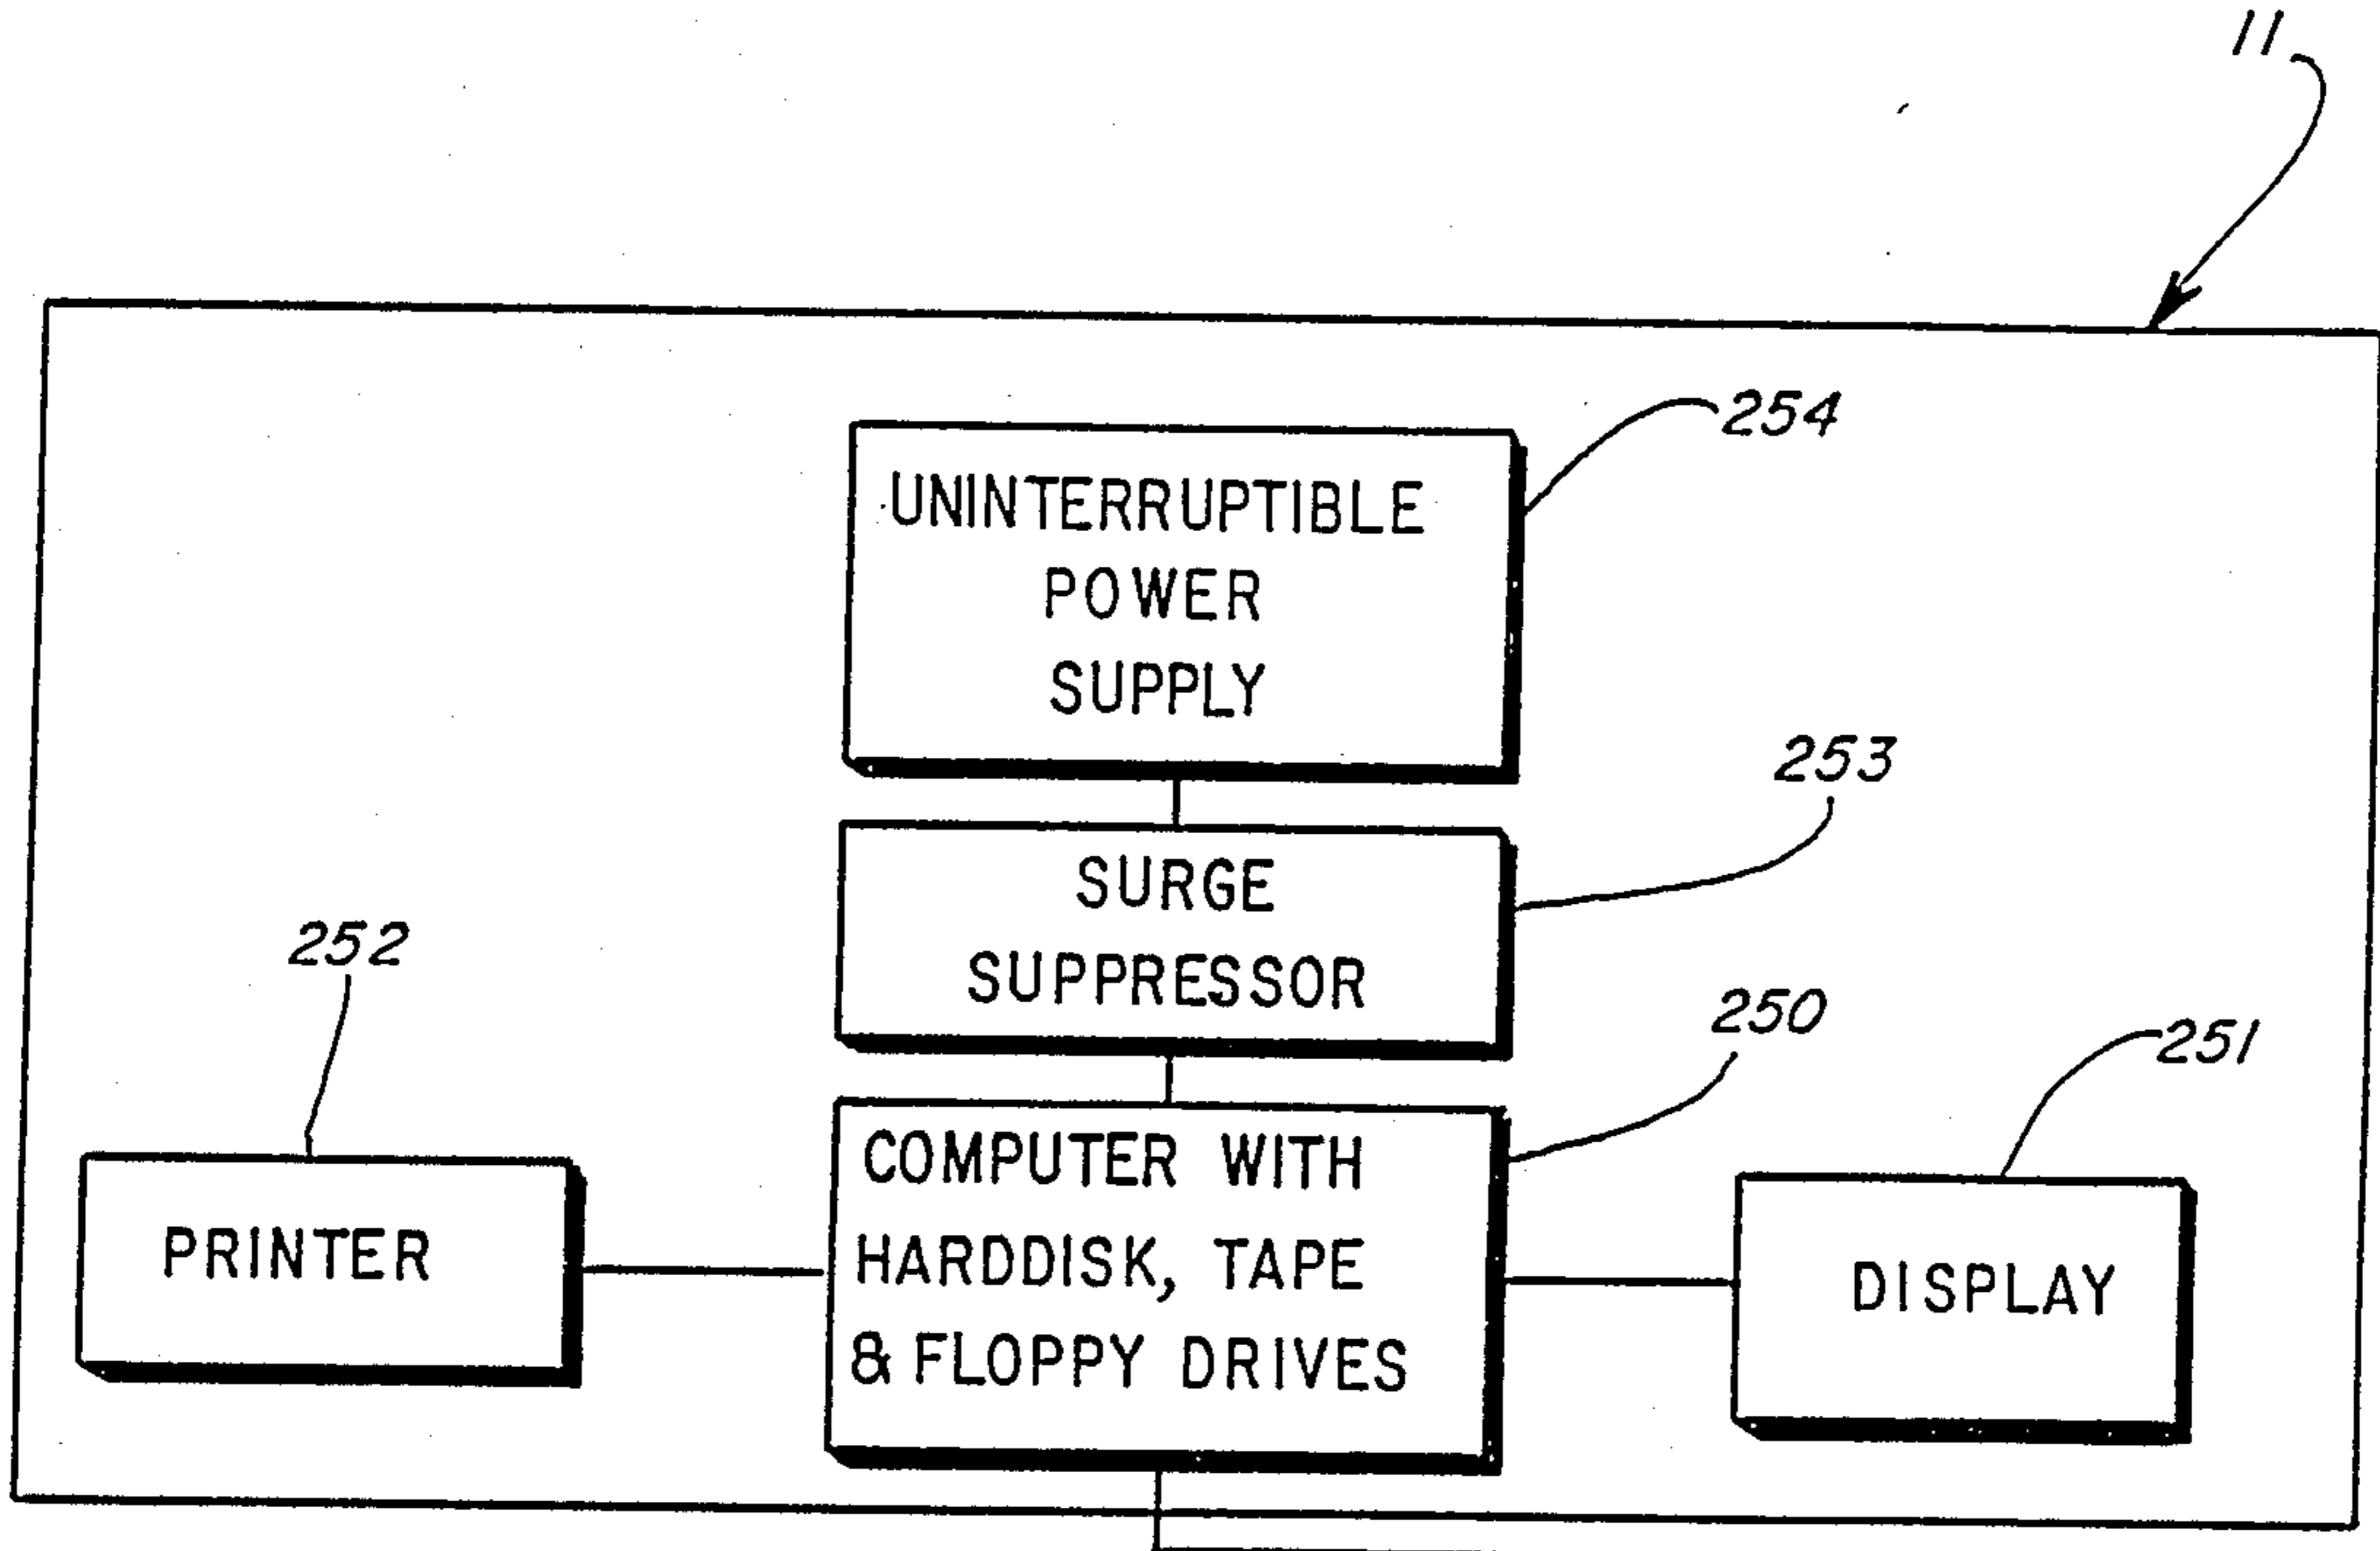 11
254
UNINTERRUPTIBLE
POWER
SUPPLY
253
SURGE
SUPPRESSOR
252
250
251
COMPUTER WITH
HARDDISK, TAPE
& FLOPPY DRIVES
PRINTER
DISPLAY